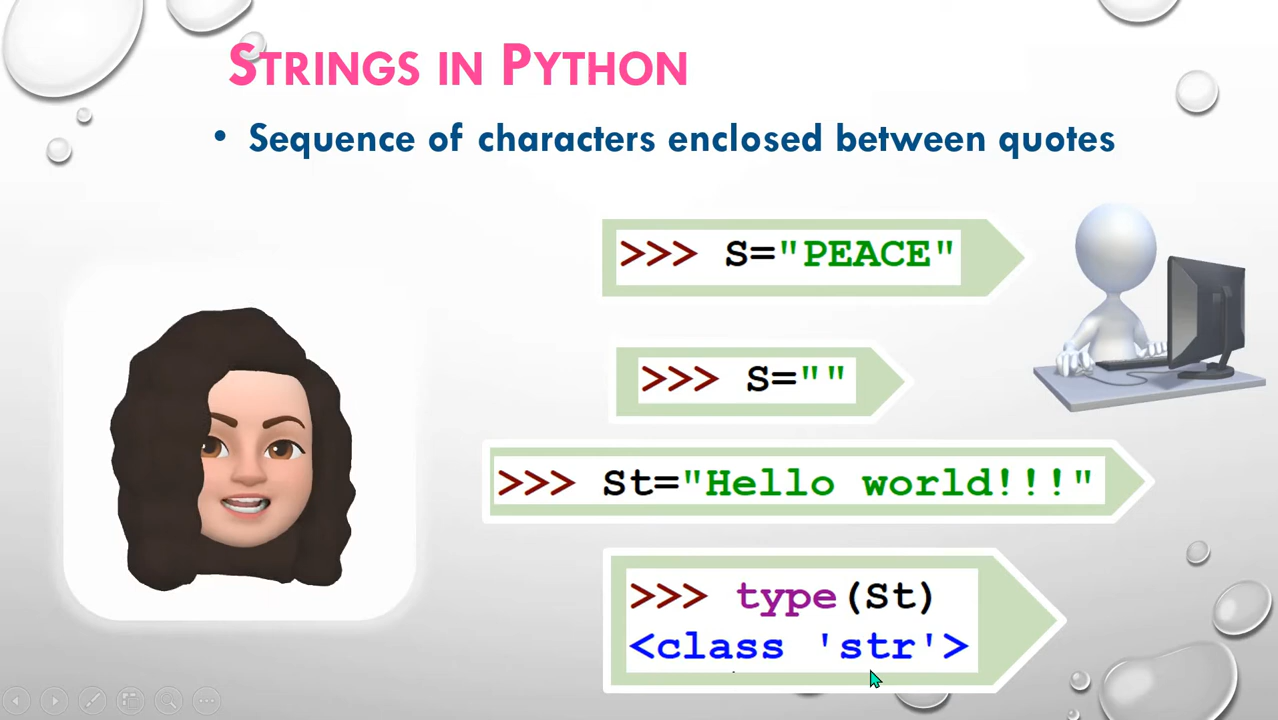 STRINGS IN PYTHON
• Sequence of characters enclosed between quotes
>>> S="PEACE"
>>> S=""
>>> St="Hello world!!!"
>>> type(St)
<class 'str'>